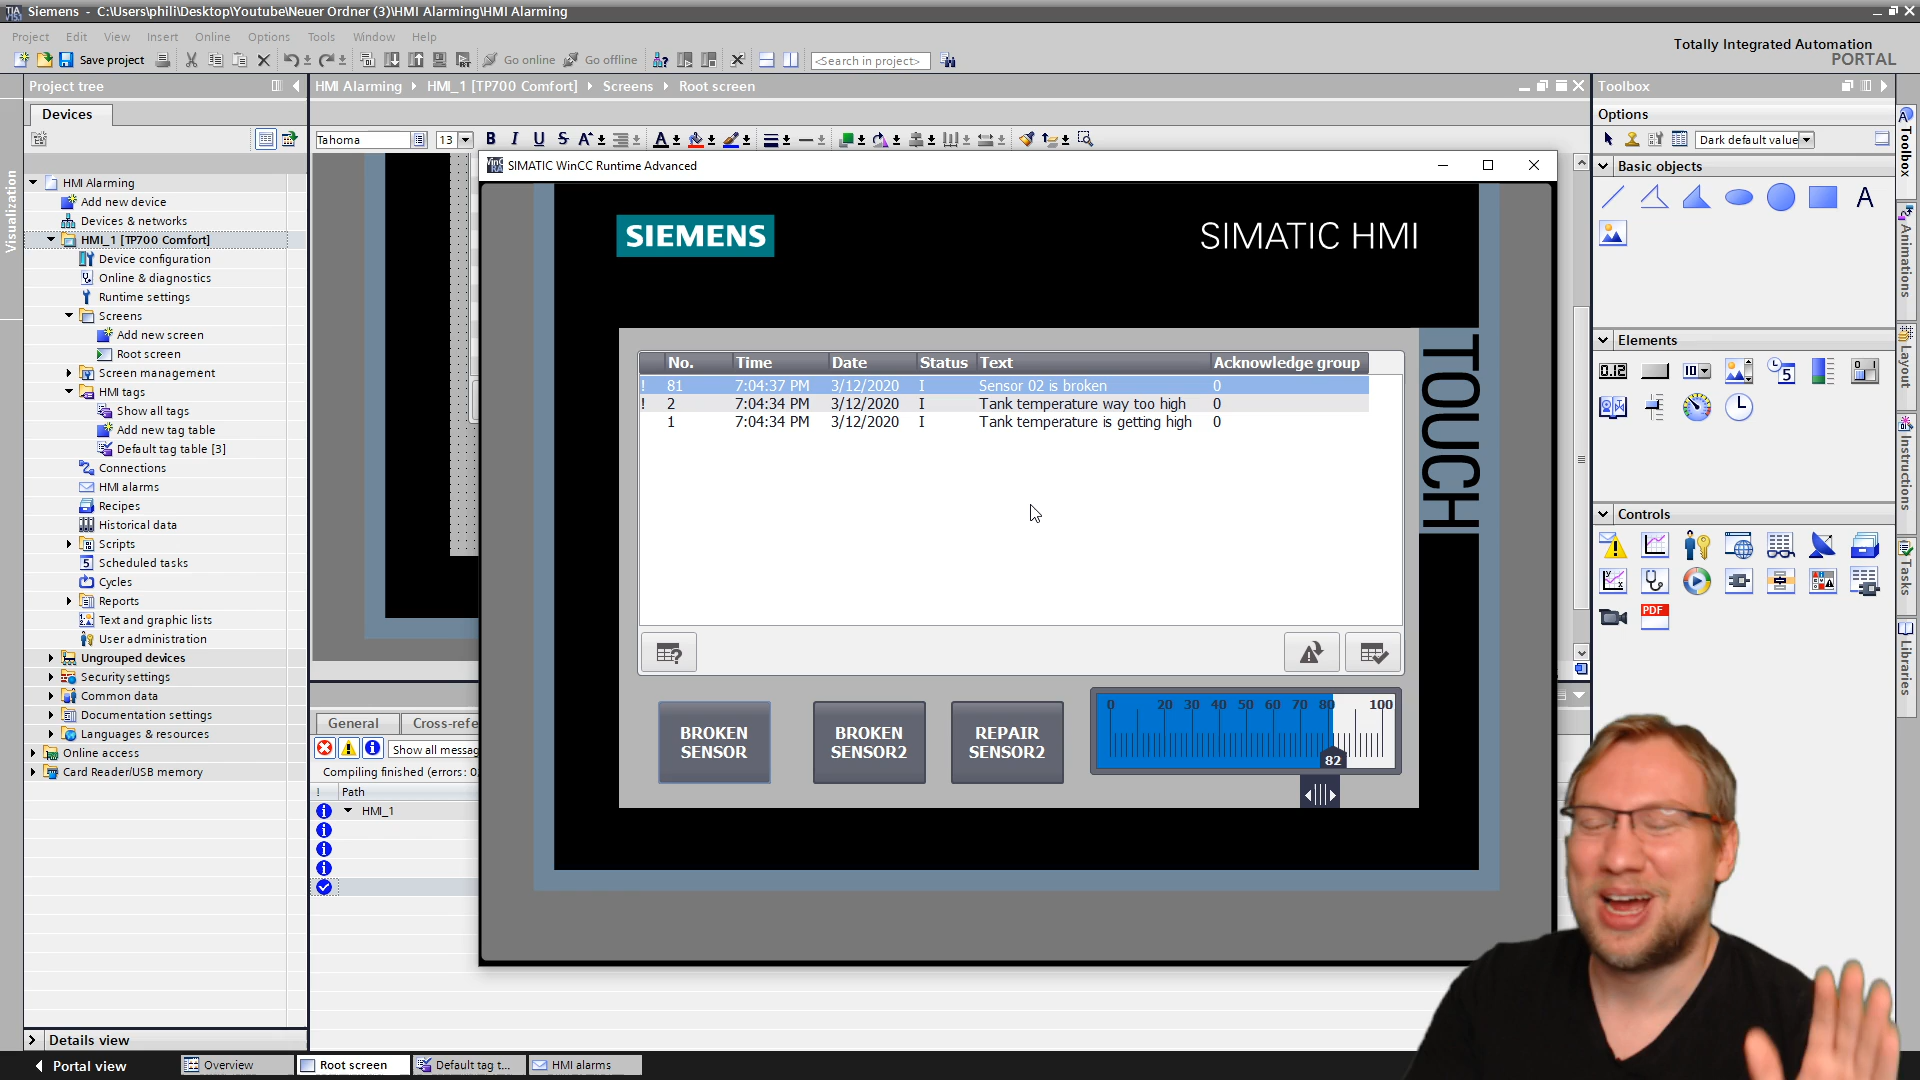 Siemens - C:\Users\phili\Desktop\Youtube\Neuer Ordner (3)\HMI Alarming\HMI Alarming
Project Edit View Insert Online Options Tools Window Help
Save project
Go online
Go offline
<Search in project>
Totally Integrated Automation
PORTAL
Project tree
HMI Alarming HMI_1 [TP700 Comfort] Screens Root screen
Toolbox
Devices
Options
Tahoma
13
Dark default value
Visualization
HMI Alarming
Add new device
Devices & networks
HMI_1 [TP700 Comfort]
Device configuration
Online & diagnostics
Runtime settings
Screens
Add new screen
Root screen
Screen management
HMI tags
Show all tags
Add new tag table
Default tag table [3]
Connections
HMI alarms
Recipes
Historical data
Scripts
Scheduled tasks
Cycles
Reports
Text and graphic lists
User administration
Ungrouped devices
Security settings
Common data
Documentation settings
Languages & resources
Online access
Card Reader/USB memory
SIMATIC WinCC Runtime Advanced
SIEMENS
SIMATIC HMI
TOUCH
No. Time Date Status Text Acknowledge group
! 81 7:04:37 PM 3/12/2020 I Sensor 02 is broken 0
! 2 7:04:34 PM 3/12/2020 I Tank temperature way too high 0
1 7:04:34 PM 3/12/2020 I Tank temperature is getting high 0
BROKEN
SENSOR
BROKEN
SENSOR2
REPAIR
SENSOR2
0 20 30 40 50 60 70 80 100
82
General
Cross-refe
Show all messag
Compiling finished (errors: 0
! Path
HMI_1
Basic objects
Elements
Controls
PDF
Toolbox
Animations
Layout
Instructions
Tasks
Libraries
Details view
Portal view
Overview
Root screen
Default tag t...
HMI alarms